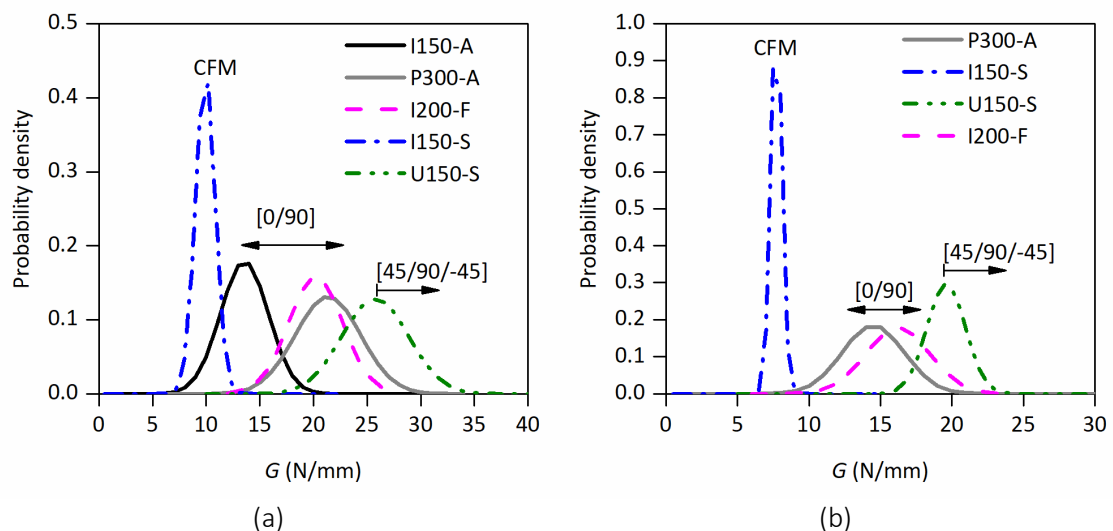 0.5
0.4
0.3
0.2
0.1
0.0
Probability density
CFM
I150-A
P300-A
I200-F
I150-S
U150-S
[0/90]
[45/90/-45]
0 5 10 15 20 25 30 35 40
G (N/mm)
(a)
1.0
0.9
0.8
0.7
0.6
0.5
0.4
0.3
0.2
0.1
0.0
Probability density
CFM
P300-A
I150-S
U150-S
I200-F
[45/90/-45]
[0/90]
0 5 10 15 20 25 30
G (N/mm)
(b)